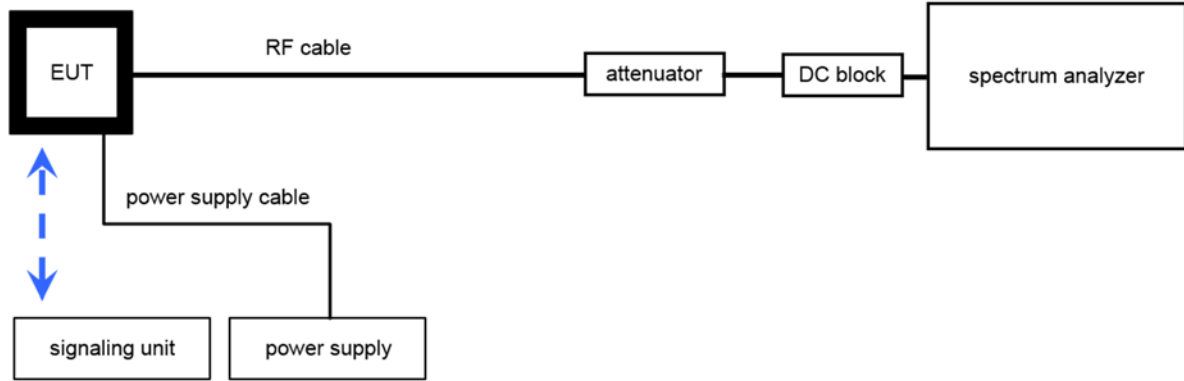 RF cable
EUT
attenuator
DC block
spectrum analyzer
power supply cable
signaling unit
power supply